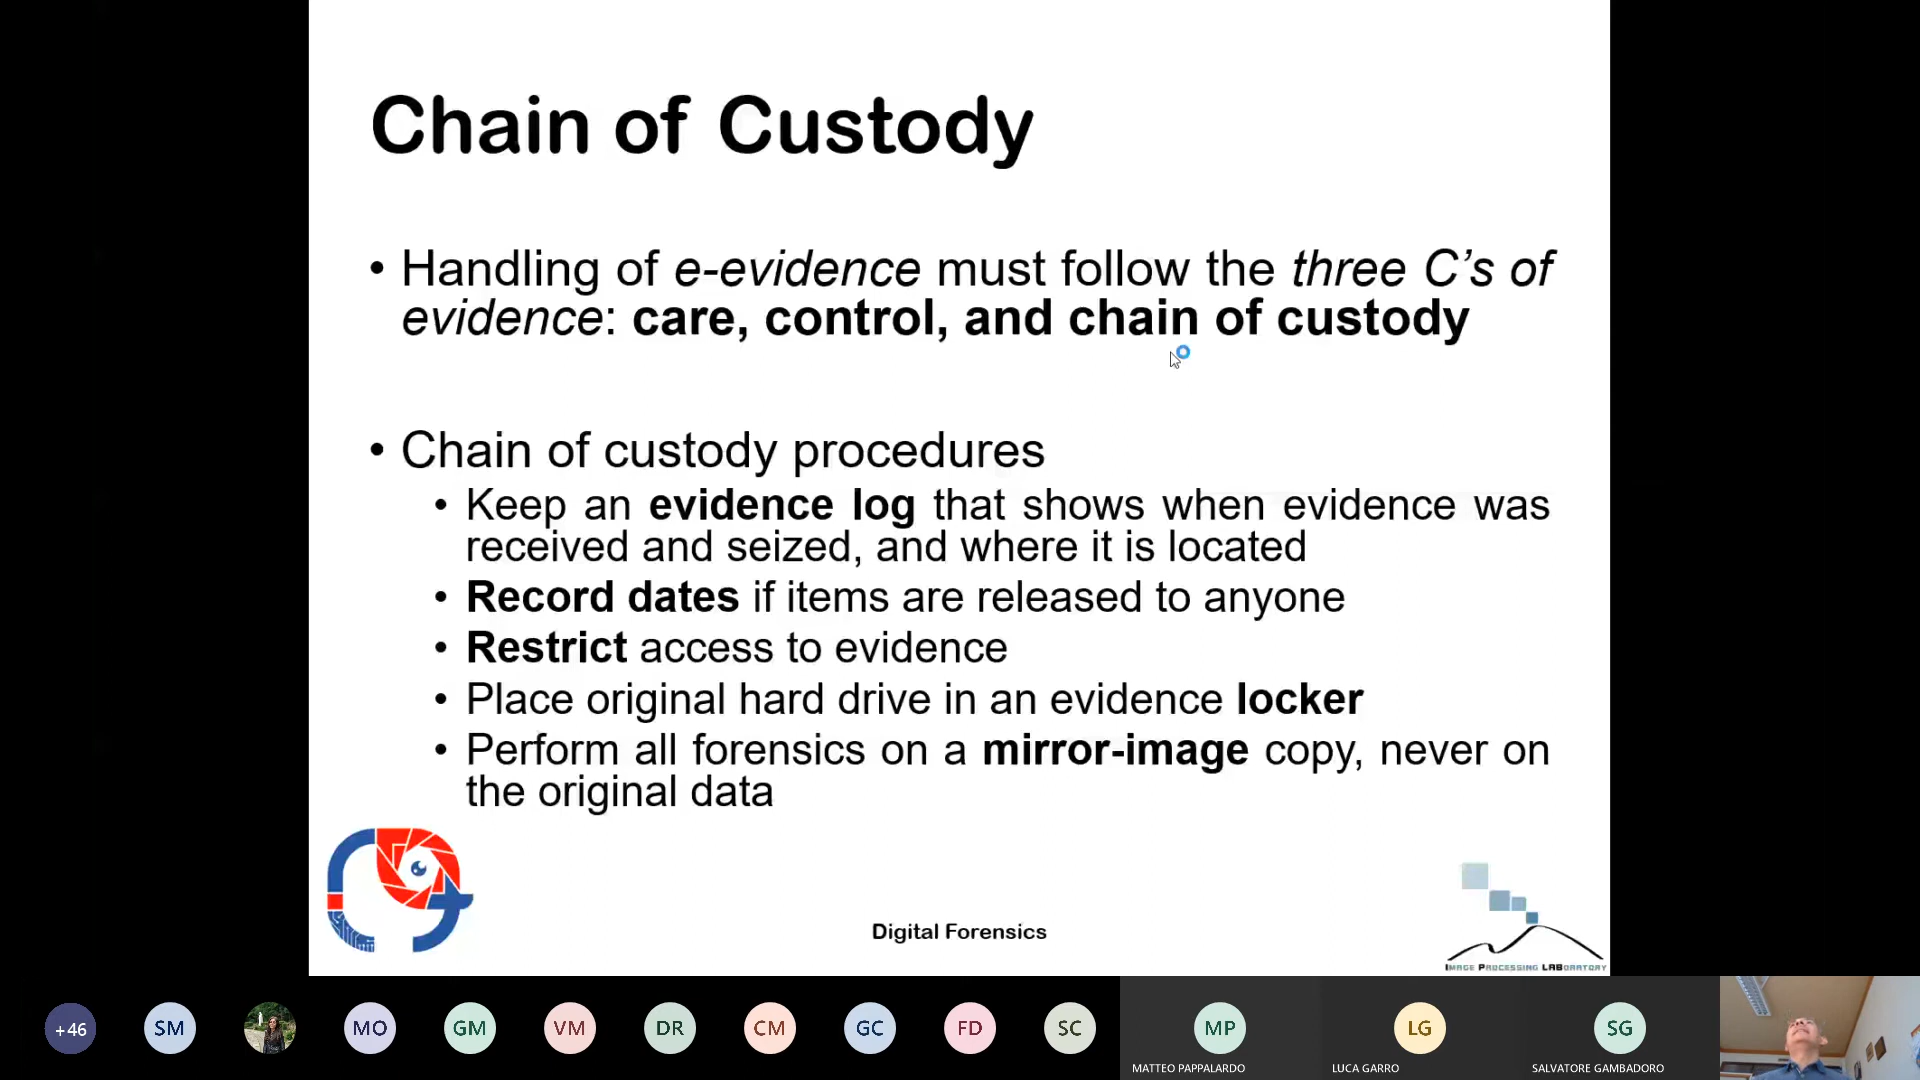 Chain of Custody
• Handling of e-evidence must follow the three C’s of
evidence: care, control, and chain of custody
• Chain of custody procedures
• Keep an evidence log that shows when evidence was
received and seized, and where it is located
• Record dates if items are released to anyone
• Restrict access to evidence
• Place original hard drive in an evidence locker
• Perform all forensics on a mirror-image copy, never on
the original data
Digital Forensics
IMAGE PROCESSING LABORATORY
+46
SM
MO
GM
VM
DR
CM
GC
FD
SC
MP
LG
SG
MATTEO PAPPALARDO
LUCA GARRO
SALVATORE GAMBADORO